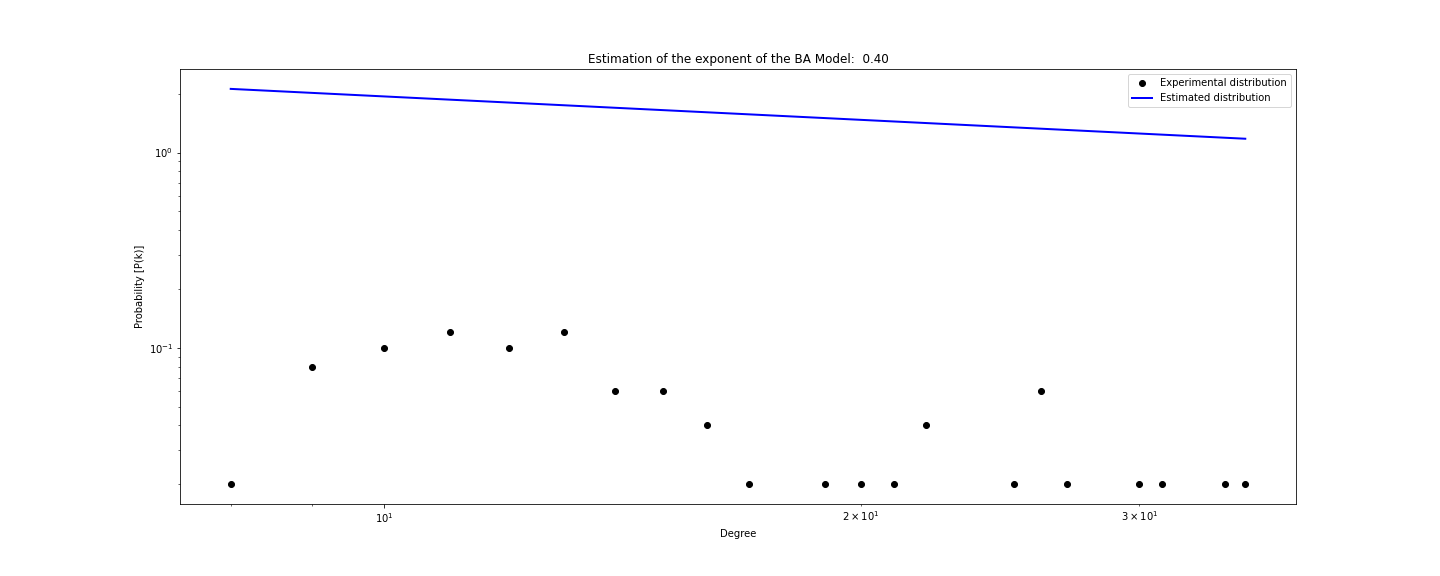 Estimation of the exponent of the BA Model:  0.40
Experimental distribution
Estimated distribution
10⁰
10⁻¹
Probability [P(k)]
10¹
2 × 10¹
3 × 10¹
Degree